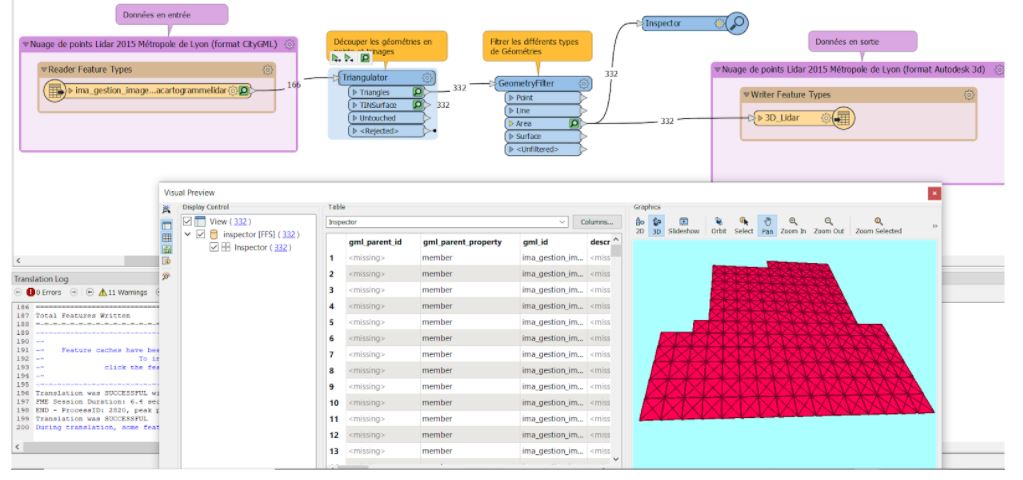 Données en entrée
Nuage de points Lidar 2015 Métropole de Lyon (format CityGML)
Reader Feature Types
ima_gestion_image...acartogrammelidar
166
Découper les géométries en
Triangulator
Triangles
TINSurface
Untouched
<Rejected>
332
332
Filtrer les différents types
de Géométres
GeometryFilter
Point
Line
Area
Surface
<Unfiltered>
332
332
Inspector
Données en sortie
Nuage de points Lidar 2015 Métropole de Lyon (format Autodesk 3d)
Writer Feature Types
3D_Lidar
Visual Preview
Display Control
View (332)
inspector [FFS] (332)
Inspector (332)
Table
Inspector
Columns...
gml_parent_id gml_parent_property gml_id descr
1 <missing> member ima_gestion_im... <miss
2 <missing> member ima_gestion_im... <miss
3 <missing> member ima_gestion_im... <miss
4 <missing> member ima_gestion_im... <miss
5 <missing> member ima_gestion_im... <miss
6 <missing> member ima_gestion_im... <miss
7 <missing> member ima_gestion_im... <miss
8 <missing> member ima_gestion_im... <miss
9 <missing> member ima_gestion_im... <miss
10 <missing> member ima_gestion_im... <miss
11 <missing> member ima_gestion_im... <miss
12 <missing> member ima_gestion_im... <miss
13 <missing> member ima_gestion_im... <miss
Graphics
2D 3D Slideshow Orbit Select Pan Zoom In Zoom Out Zoom Selected
Translation Log
0 Errors 11 Warnings
186 ==================
187 Total Features Written
188 =-=-=-=-=-=-=-=-=-
189 ------------------
190 --
191 -- Feature caches have bee
192 -- To in
193 -- click the fea
194 --
195 ------------------
196 Translation was SUCCESSFUL wi
197 FME Session Duration: 6.4 sec
198 END - ProcessID: 2820, peak p
199 Translation was SUCCESSFUL
200 During translation, some feat